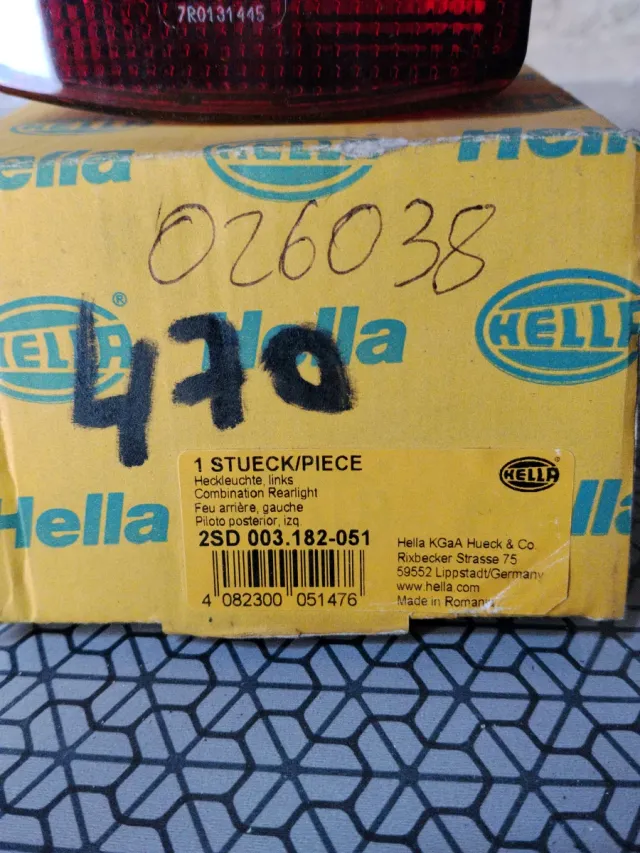 7R0131445
Hella HELLA Hella
026038
HELLA ® Hella HELLA
470
Hella
1 STUECK/PIECE
Heckleuchte, links
Combination Rearlight
Feu arrière, gauche
Piloto posterior, izq
2SD 003.182-051
4 082300 051476
HELLA
Hella KGaA Hueck & Co.
Rixbecker Strasse 75
59552 Lippstadt/Germany
www.hella.com
Made in Romania